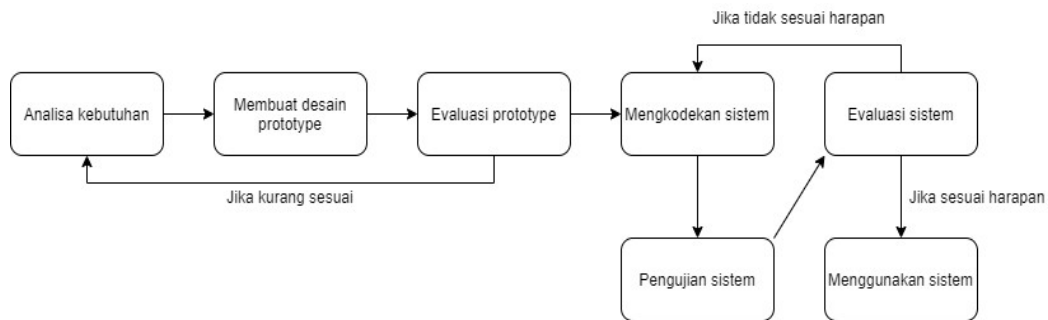 Jika tidak sesuai harapan
Analisa kebutuhan
Membuat desain
prototype
Evaluasi prototype
Mengkodekan sistem
Evaluasi sistem
Jika kurang sesuai
Jika sesuai harapan
Pengujian sistem
Menggunakan sistem